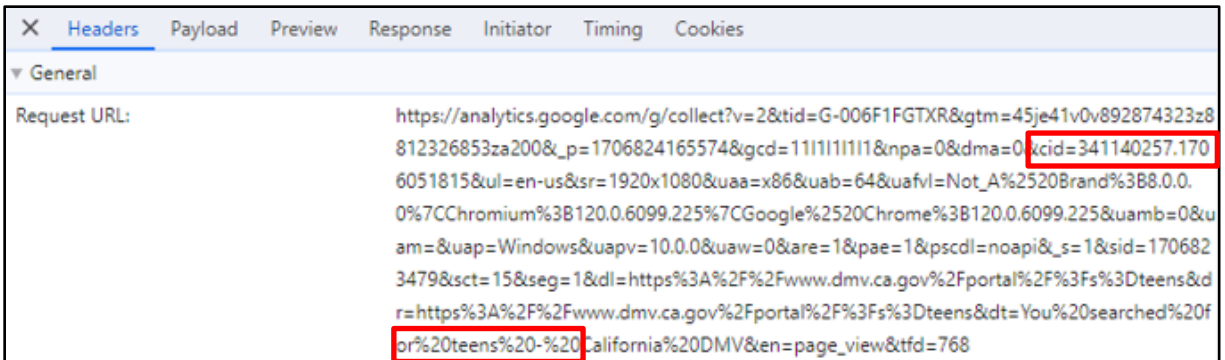 × Headers Payload Preview Response Initiator Timing Cookies
▼ General
Request URL: https://analytics.google.com/g/collect?v=2&tid=G-006F1FGTXR&gtm=45je41v0v892874323z8
812326853za200&_p=1706824165574&gcd=11l1l1l1l1&npa=0&dma=0&cid=341140257.170
6051815&ul=en-us&sr=1920x1080&uaa=x86&uab=64&uafvl=Not_A%2520Brand%3B8.0.0.
0%7CChromium%3B120.0.6099.225%7CGoogle%2520Chrome%3B120.0.6099.225&uamb=0&u
am=&uap=Windows&uapv=10.0.0&uaw=0&are=1&pae=1&pscdl=noapi&_s=1&sid=170682
3479&sct=15&seg=1&dl=https%3A%2F%2Fwww.dmv.ca.gov%2Fportal%2F%3Fs%3Dteens&d
r=https%3A%2F%2Fwww.dmv.ca.gov%2Fportal%2F%3Fs%3Dteens&dt=You%20searched%20f
or%20teens%20-%20California%20DMV&en=page_view&tfd=768